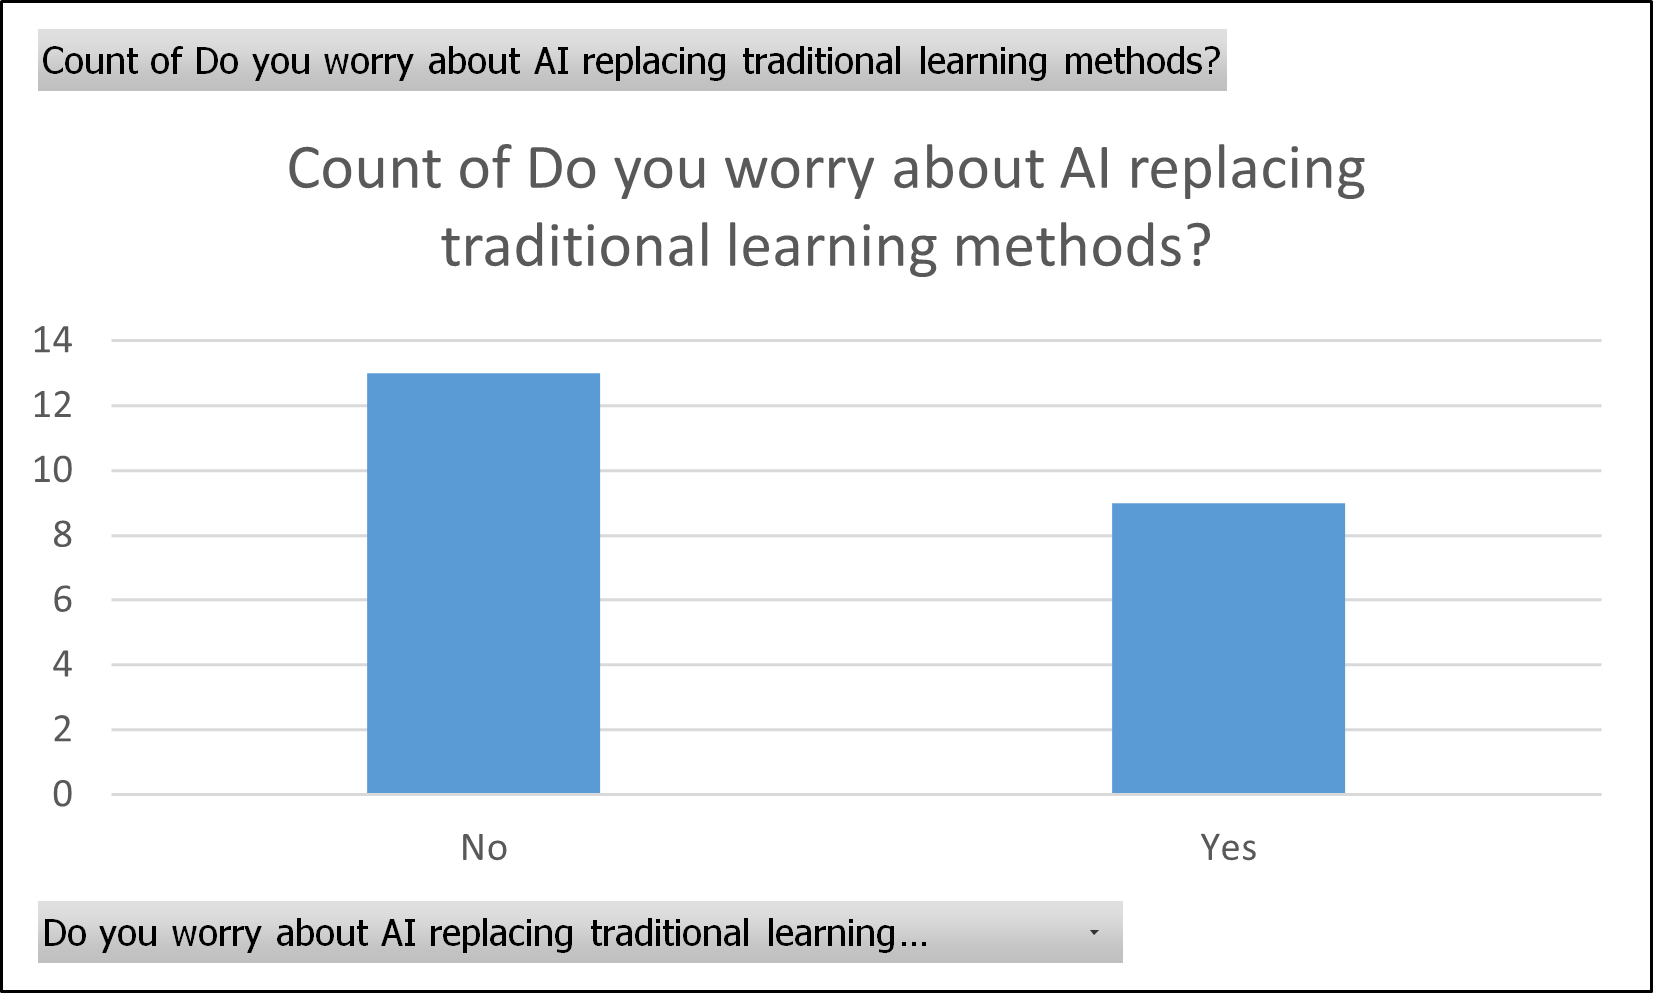 Count of Do you worry about AI replacing traditional learning methods?
Count of Do you worry about AI replacing
traditional learning methods?
14
12
10
8
6
4
2
0
No Yes
Do you worry about AI replacing traditional learning...